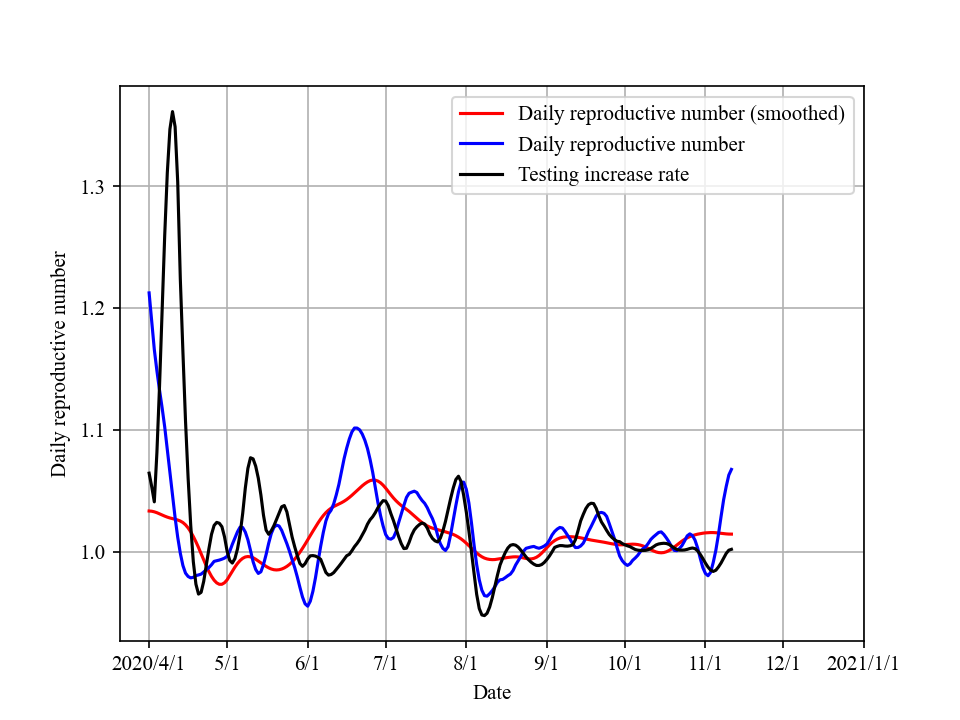 Daily reproductive number (smoothed)
Daily reproductive number
Testing increase rate
Daily reproductive number
1.3
1.2
1.1
1.0
2020/4/1 5/1 6/1 7/1 8/1 9/1 10/1 11/1 12/1 2021/1/1
Date